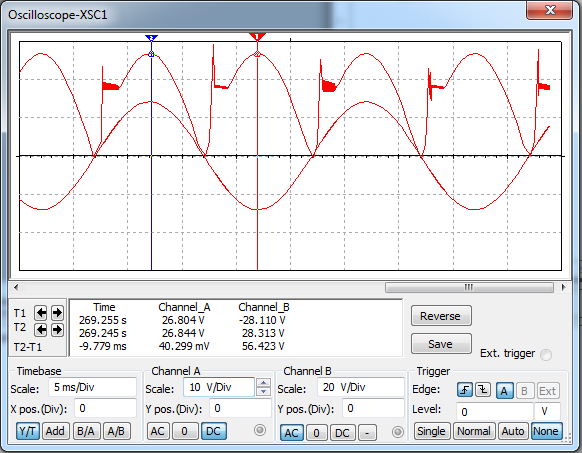 Oscilloscope-XSC1
2 1
T1
T2
T2-T1
Time Channel_A Channel_B
269.255 s 26.804 V -28.110 V
269.245 s 26.844 V 28.313 V
-9.779 ms 40.299 mV 56.423 V
Reverse
Save
Ext. trigger
Timebase
Scale: 5 ms/Div
X pos.(Div): 0
Y/T Add B/A A/B
Channel A
Scale: 10 V/Div
Y pos.(Div): 0
AC 0 DC
Channel B
Scale: 20 V/Div
Y pos.(Div): 0
AC 0 DC -
Trigger
Edge: A B Ext
Level: 0 V
Single Normal Auto None